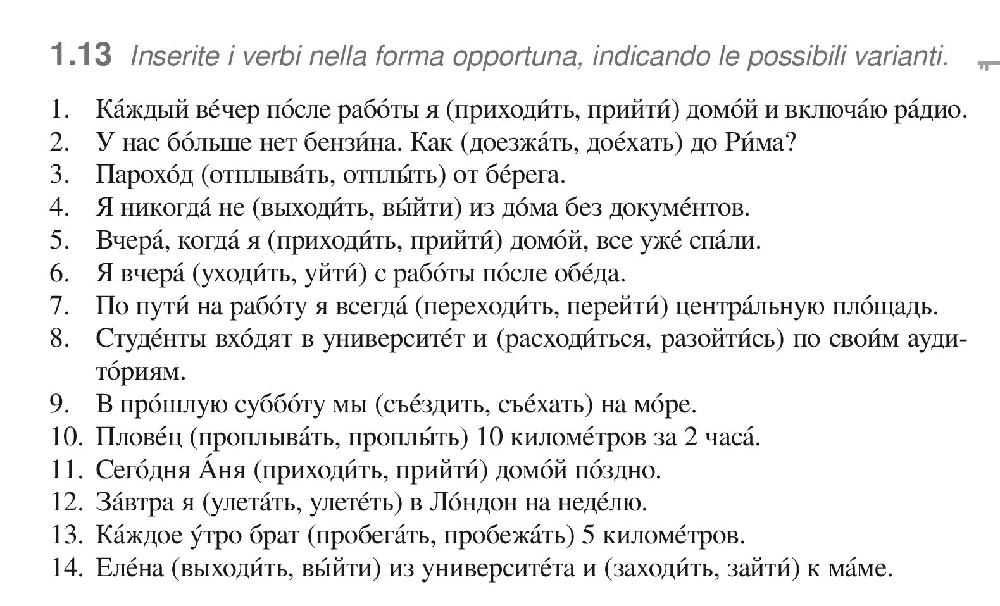 1.13 Inserite i verbi nella forma opportuna, indicando le possibili varianti.
1. Ка́ждый ве́чер по́сле рабо́ты я (приходи́ть, прийти́) домо́й и включа́ю ра́дио.
2. У нас бо́льше нет бензи́на. Как (доезжа́ть, дое́хать) до Ри́ма?
3. Парохо́д (отплыва́ть, отплы́ть) от бе́рега.
4. Я никогда́ не (выходи́ть, вы́йти) из до́ма без докуме́нтов.
5. Вчера́, когда́ я (приходи́ть, прийти́) домо́й, все уже́ спа́ли.
6. Я вчера́ (уходи́ть, уйти́) с рабо́ты по́сле обе́да.
7. По пути́ на рабо́ту я всегда́ (переходи́ть, перейти́) центра́льную пло́щадь.
8. Студе́нты вхо́дят в университе́т и (расходи́ться, разойти́сь) по свои́м ауди-
то́риям.
9. В про́шлую суббо́ту мы (съе́здить, съе́хать) на мо́ре.
10. Плове́ц (проплыва́ть, проплы́ть) 10 киломе́тров за 2 часа́.
11. Сего́дня А́ня (приходи́ть, прийти́) домо́й по́здно.
12. За́втра я (улета́ть, улете́ть) в Ло́ндон на неде́лю.
13. Ка́ждое у́тро брат (пробега́ть, пробежа́ть) 5 киломе́тров.
14. Еле́на (выходи́ть, вы́йти) из университе́та и (заходи́ть, зайти́) к ма́ме.